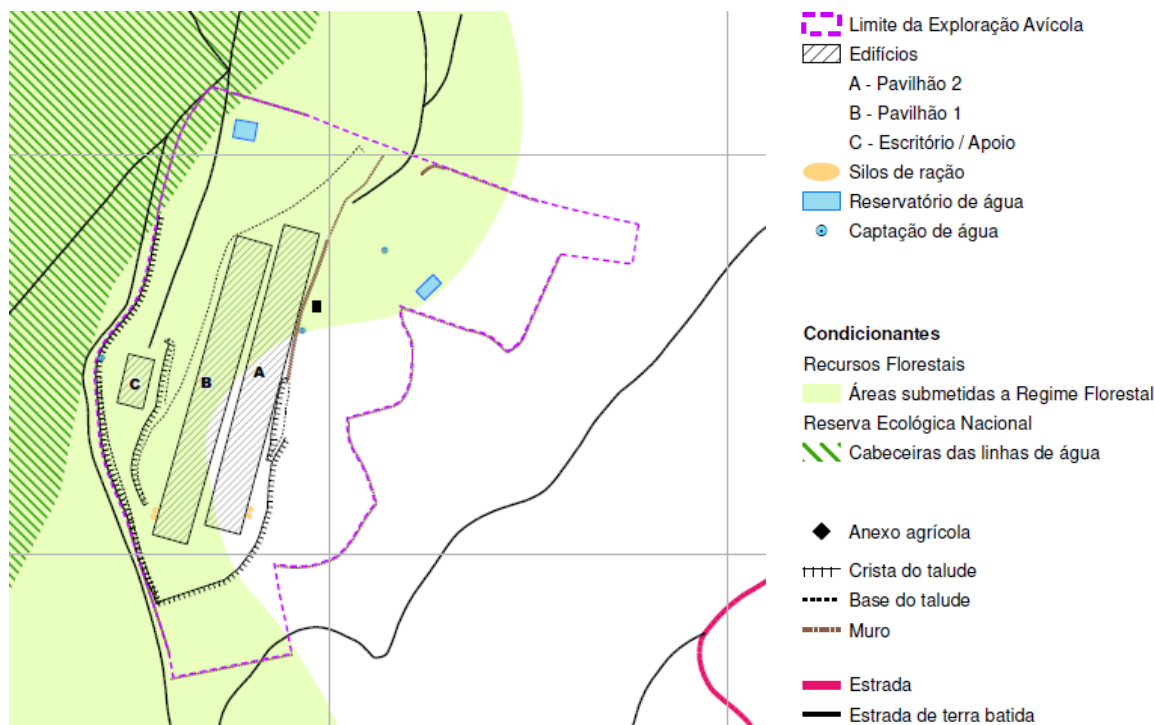 Limite da Exploração Avícola
Edifícios
A - Pavilhão 2
B - Pavilhão 1
C - Escritório / Apoio
Silos de ração
Reservatório de água
Captação de água
Condicionantes
Recursos Florestais
Áreas submetidas a Regime Florestal
Reserva Ecológica Nacional
Cabeceiras das linhas de água
Anexo agrícola
Crista do talude
Base do talude
Muro
Estrada
Estrada de terra batida
A
B
C